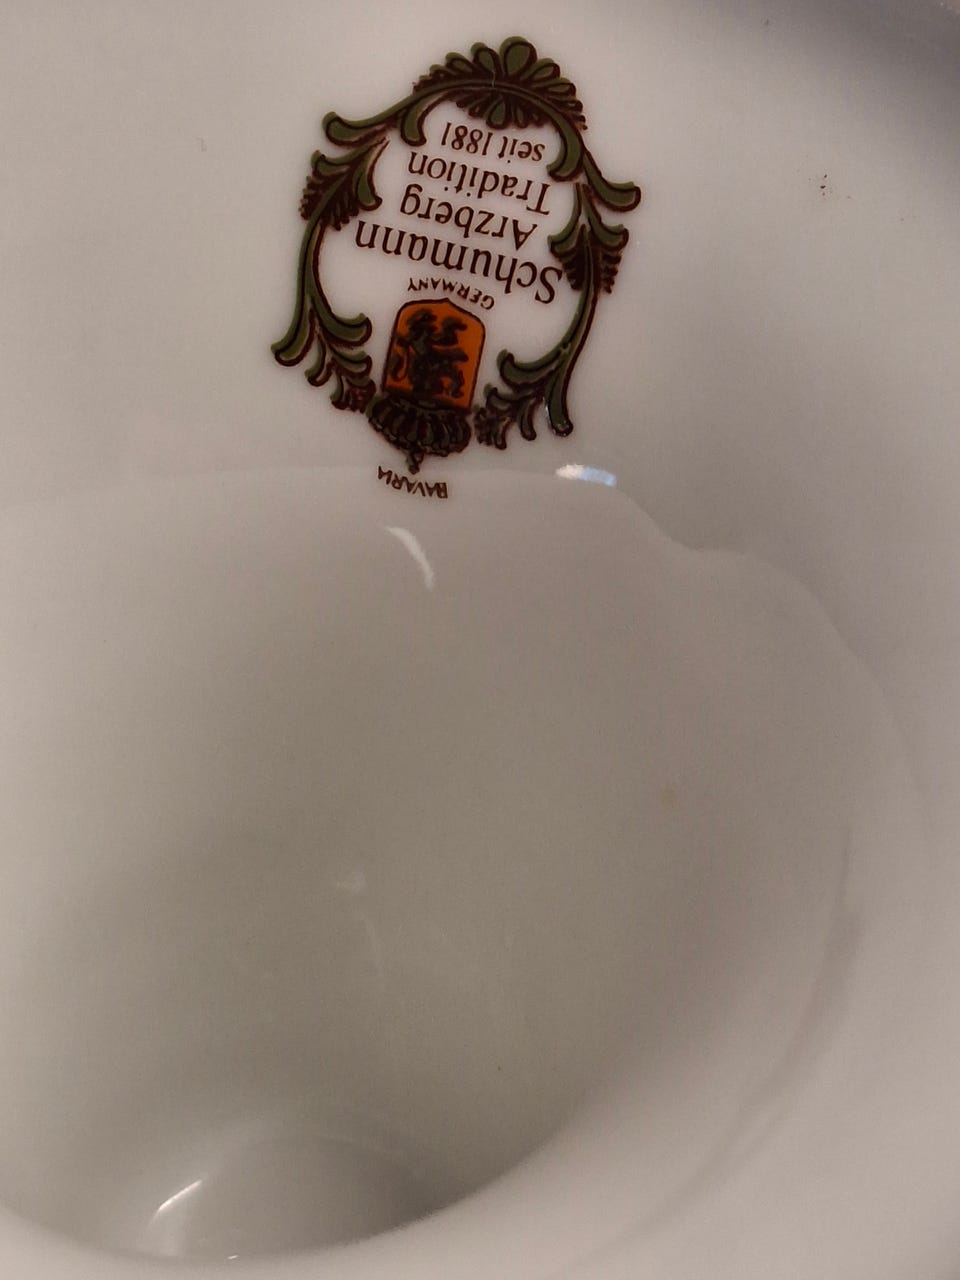 BAVARIA
GERMANY
Schumann
Arzberg
Tradition
seit 1881